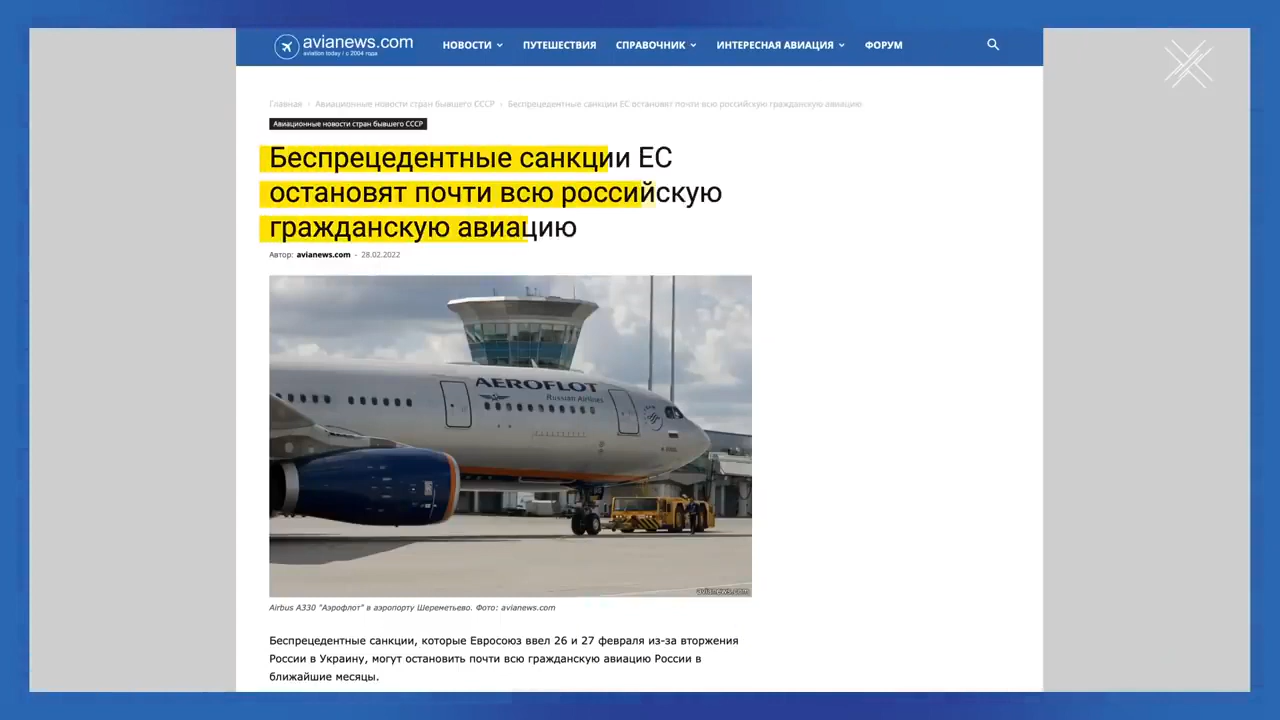 avianews.com
aviation today / с 2004 года
НОВОСТИ ПУТЕШЕСТВИЯ СПРАВОЧНИК ИНТЕРЕСНАЯ АВИАЦИЯ ФОРУМ
Главная › Авиационные новости стран бывшего СССР › Беспрецедентные санкции ЕС остановят почти всю российскую гражданскую авиацию
Авиационные новости стран бывшего СССР
Беспрецедентные санкции ЕС
остановят почти всю российскую
гражданскую авиацию
Автор: avianews.com - 28.02.2022
AEROFLOT
Russian Airlines
avianews.com
Airbus A330 "Аэрофлот" в аэропорту Шереметьево. Фото: avianews.com
Беспрецедентные санкции, которые Евросоюз ввел 26 и 27 февраля из-за вторжения
России в Украину, могут остановить почти всю гражданскую авиацию России в
ближайшие месяцы.